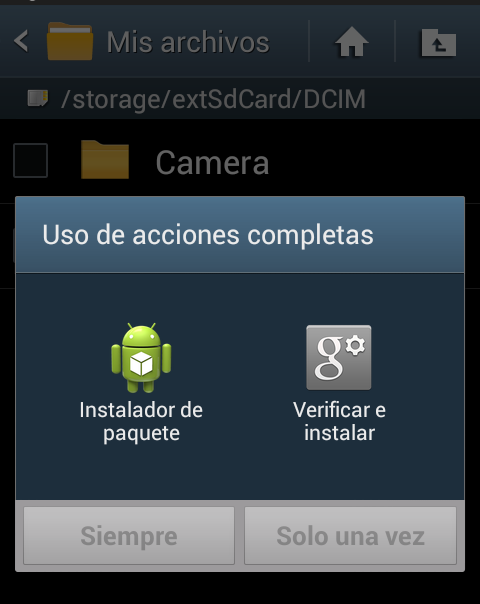 Mis archivos
/storage/extSdCard/DCIM
Camera
Uso de acciones completas
Instalador de
paquete
Verificar e
instalar
Siempre
Solo una vez